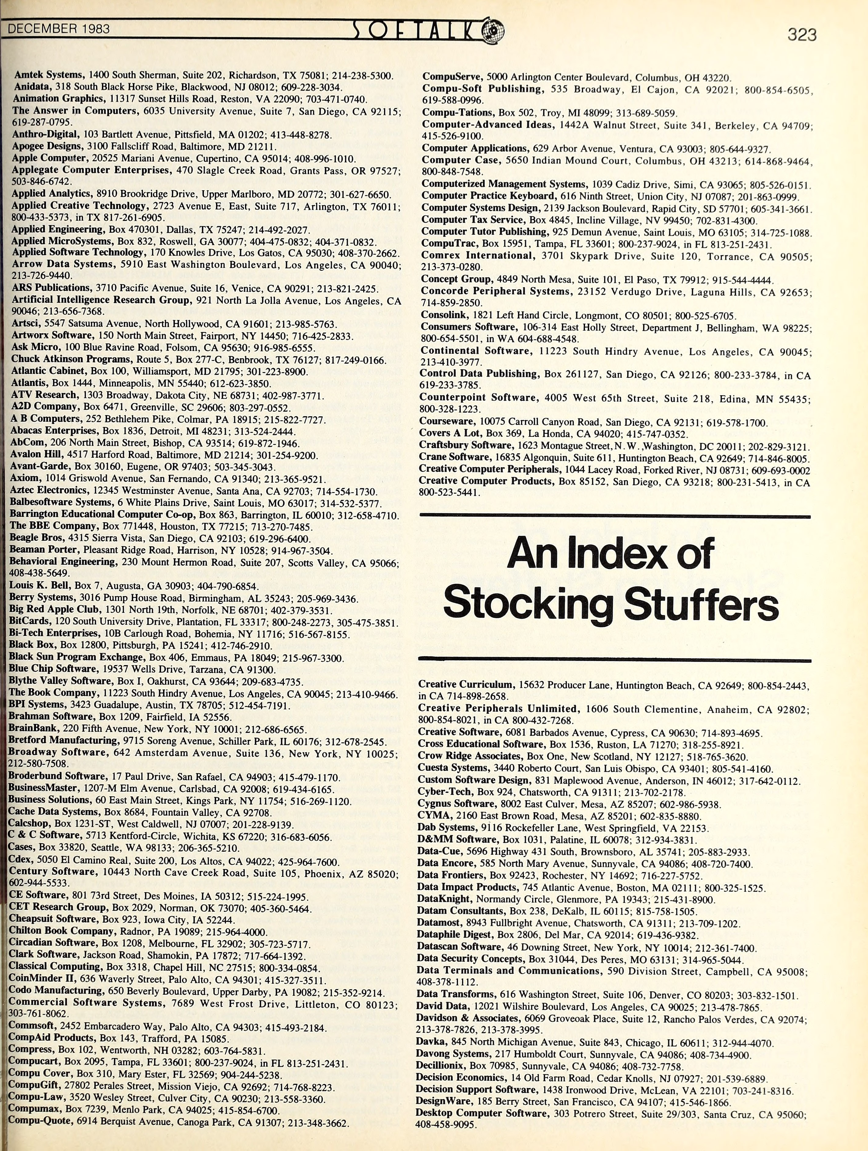 DECEMBER 1983
SOFTALK
323
Amtek Systems, 1400 South Sherman, Suite 202, Richardson, TX 75081; 214-238-5300.
Anidata, 318 South Black Horse Pike, Blackwood, NJ 08012; 609-228-3034.
Animation Graphics, 11317 Sunset Hills Road, Reston, VA 22090; 703-471-0740.
The Answer in Computers, 6035 University Avenue, Suite 7, San Diego, CA 92115;
619-287-0795.
Anthro-Digital, 103 Bartlett Avenue, Pittsfield, MA 01202; 413-448-8278.
Apogee Designs, 3100 Fallscliff Road, Baltimore, MD 21211.
Apple Computer, 20525 Mariani Avenue, Cupertino, CA 95014; 408-996-1010.
Applegate Computer Enterprises, 470 Slagle Creek Road, Grants Pass, OR 97527;
503-846-6742.
Applied Analytics, 8910 Brookridge Drive, Upper Marlboro, MD 20772; 301-627-6650.
Applied Creative Technology, 2723 Avenue E, East, Suite 717, Arlington, TX 76011;
800-433-5373, in TX 817-261-6905.
Applied Engineering, Box 470301, Dallas, TX 75247; 214-492-2027.
Applied MicroSystems, Box 832, Roswell, GA 30077; 404-475-0832; 404-371-0832.
Applied Software Technology, 170 Knowles Drive, Los Gatos, CA 95030; 408-370-2662.
Arrow Data Systems, 5910 East Washington Boulevard, Los Angeles, CA 90040;
213-726-9440.
ARS Publications, 3710 Pacific Avenue, Suite 16, Venice, CA 90291; 213-821-2425.
Artificial Intelligence Research Group, 921 North La Jolla Avenue, Los Angeles, CA
90046; 213-656-7368.
Artsci, 5547 Satsuma Avenue, North Hollywood, CA 91601; 213-985-5763.
Artworx Software, 150 North Main Street, Fairport, NY 14450; 716-425-2833.
Ask Micro, 100 Blue Ravine Road, Folsom, CA 95630; 916-985-6555.
Chuck Atkinson Programs, Route 5, Box 277-C, Benbrook, TX 76127; 817-249-0166.
Atlantic Cabinet, Box 100, Williamsport, MD 21795; 301-223-8900.
Atlantis, Box 1444, Minneapolis, MN 55440; 612-623-3850.
ATV Research, 1303 Broadway, Dakota City, NE 68731; 402-987-3771.
A2D Company, Box 6471, Greenville, SC 29606; 803-297-0552.
A B Computers, 252 Bethlehem Pike, Colmar, PA 18915; 215-822-7727.
Abacas Enterprises, Box 1836, Detroit, MI 48231; 313-524-2444.
AbCom, 206 North Main Street, Bishop, CA 93514; 619-872-1946.
Avalon Hill, 4517 Harford Road, Baltimore, MD 21214; 301-254-9200.
Avant-Garde, Box 30160, Eugene, OR 97403; 503-345-3043.
Axiom, 1014 Griswold Avenue, San Fernando, CA 91340; 213-365-9521.
Aztec Electronics, 12345 Westminster Avenue, Santa Ana, CA 92703; 714-554-1730.
Balbesoftware Systems, 6 White Plains Drive, Saint Louis, MO 63017; 314-532-5377.
Barrington Educational Computer Co-op, Box 863, Barrington, IL 60010; 312-658-4710.
The BBE Company, Box 771448, Houston, TX 77215; 713-270-7485.
Beagle Bros, 4315 Sierra Vista, San Diego, CA 92103; 619-296-6400.
Beaman Porter, Pleasant Ridge Road, Harrison, NY 10528; 914-967-3504.
Behavioral Engineering, 230 Mount Hermon Road, Suite 207, Scotts Valley, CA 95066;
408-438-5649.
Louis K. Bell, Box 7, Augusta, GA 30903; 404-790-6854.
Berry Systems, 3016 Pump House Road, Birmingham, AL 35243; 205-969-3436.
Big Red Apple Club, 1301 North 19th, Norfolk, NE 68701; 402-379-3531.
BitCards, 120 South University Drive, Plantation, FL 33317; 800-248-2273, 305-475-3851.
Bi-Tech Enterprises, 10B Carlough Road, Bohemia, NY 11716; 516-567-8155.
Black Box, Box 12800, Pittsburgh, PA 15241; 412-746-2910.
Black Sun Program Exchange, Box 406, Emmaus, PA 18049; 215-967-3300.
Blue Chip Software, 19537 Wells Drive, Tarzana, CA 91300.
Blythe Valley Software, Box I, Oakhurst, CA 93644; 209-683-4735.
The Book Company, 11223 South Hindry Avenue, Los Angeles, CA 90045; 213-410-9466.
BPI Systems, 3423 Guadalupe, Austin, TX 78705; 512-454-7191.
Brahman Software, Box 1209, Fairfield, IA 52556.
BrainBank, 220 Fifth Avenue, New York, NY 10001; 212-686-6565.
Bretford Manufacturing, 9715 Soreng Avenue, Schiller Park, IL 60176; 312-678-2545.
Broadway Software, 642 Amsterdam Avenue, Suite 136, New York, NY 10025;
212-580-7508.
Broderbund Software, 17 Paul Drive, San Rafael, CA 94903; 415-479-1170.
BusinessMaster, 1207-M Elm Avenue, Carlsbad, CA 92008; 619-434-6165.
Business Solutions, 60 East Main Street, Kings Park, NY 11754; 516-269-1120.
Cache Data Systems, Box 8684, Fountain Valley, CA 92708.
Calcshop, Box 1231-ST, West Caldwell, NJ 07007; 201-228-9139.
C & C Software, 5713 Kentford-Circle, Wichita, KS 67220; 316-683-6056.
Cases, Box 33820, Seattle, WA 98133; 206-365-5210.
Cdex, 5050 El Camino Real, Suite 200, Los Altos, CA 94022; 425-964-7600.
Century Software, 10443 North Cave Creek Road, Suite 105, Phoenix, AZ 85020;
602-944-5533.
CE Software, 801 73rd Street, Des Moines, IA 50312; 515-224-1995.
CET Research Group, Box 2029, Norman, OK 73070; 405-360-5464.
Cheapsuit Software, Box 923, Iowa City, IA 52244.
Chilton Book Company, Radnor, PA 19089; 215-964-4000.
Circadian Software, Box 1208, Melbourne, FL 32902; 305-723-5717.
Clark Software, Jackson Road, Shamokin, PA 17872; 717-664-1392.
Classical Computing, Box 3318, Chapel Hill, NC 27515; 800-334-0854.
CoinMinder II, 636 Waverly Street, Palo Alto, CA 94301; 415-327-3511.
Codo Manufacturing, 650 Beverly Boulevard, Upper Darby, PA 19082; 215-352-9214.
Commercial Software Systems, 7689 West Frost Drive, Littleton, CO 80123;
303-761-8062.
Commsoft, 2452 Embarcadero Way, Palo Alto, CA 94303; 415-493-2184.
CompAid Products, Box 143, Trafford, PA 15085.
Compress, Box 102, Wentworth, NH 03282; 603-764-5831.
Compucart, Box 2095, Tampa, FL 33601; 800-237-9024, in FL 813-251-2431.
Compu Cover, Box 310, Mary Ester, FL 32569; 904-244-5238.
CompuGift, 27802 Perales Street, Mission Viejo, CA 92692; 714-768-8223.
Compu-Law, 3520 Wesley Street, Culver City, CA 90230; 213-558-3360.
Compumax, Box 7239, Menlo Park, CA 94025; 415-854-6700.
Compu-Quote, 6914 Berquist Avenue, Canoga Park, CA 91307; 213-348-3662.
CompuServe, 5000 Arlington Center Boulevard, Columbus, OH 43220.
Compu-Soft Publishing, 535 Broadway, El Cajon, CA 92021; 800-854-6505,
619-588-0996.
Compu-Tations, Box 502, Troy, MI 48099; 313-689-5059.
Computer-Advanced Ideas, 1442A Walnut Street, Suite 341, Berkeley, CA 94709;
415-526-9100.
Computer Applications, 629 Arbor Avenue, Ventura, CA 93003; 805-644-9327.
Computer Case, 5650 Indian Mound Court, Columbus, OH 43213; 614-868-9464,
800-848-7548.
Computerized Management Systems, 1039 Cadiz Drive, Simi, CA 93065; 805-526-0151.
Computer Practice Keyboard, 616 Ninth Street, Union City, NJ 07087; 201-863-0999.
Computer Systems Design, 2139 Jackson Boulevard, Rapid City, SD 57701; 605-341-3661.
Computer Tax Service, Box 4845, Incline Village, NV 99450; 702-831-4300.
Computer Tutor Publishing, 925 Demun Avenue, Saint Louis, MO 63105; 314-725-1088.
CompuTrac, Box 15951, Tampa, FL 33601; 800-237-9024, in FL 813-251-2431.
Comrex International, 3701 Skypark Drive, Suite 120, Torrance, CA 90505;
213-373-0280.
Concept Group, 4849 North Mesa, Suite 101, El Paso, TX 79912; 915-544-4444.
Concorde Peripheral Systems, 23152 Verdugo Drive, Laguna Hills, CA 92653;
714-859-2850.
Consolink, 1821 Left Hand Circle, Longmont, CO 80501; 800-525-6705.
Consumers Software, 106-314 East Holly Street, Department J, Bellingham, WA 98225;
800-654-5501, in WA 604-688-4548.
Continental Software, 11223 South Hindry Avenue, Los Angeles, CA 90045;
213-410-3977.
Control Data Publishing, Box 261127, San Diego, CA 92126; 800-233-3784, in CA
619-233-3785.
Counterpoint Software, 4005 West 65th Street, Suite 218, Edina, MN 55435;
800-328-1223.
Courseware, 10075 Carroll Canyon Road, San Diego, CA 92131; 619-578-1700.
Covers A Lot, Box 369, La Honda, CA 94020; 415-747-0352.
Craftsbury Software, 1623 Montague Street, N.W.,Washington, DC 20011; 202-829-3121.
Crane Software, 16835 Algonquin, Suite 611, Huntington Beach, CA 92649; 714-846-8005.
Creative Computer Peripherals, 1044 Lacey Road, Forked River, NJ 08731; 609-693-0002
Creative Computer Products, Box 85152, San Diego, CA 93218; 800-231-5413, in CA
800-523-5441.
An Index of
Stocking Stuffers
Creative Curriculum, 15632 Producer Lane, Huntington Beach, CA 92649; 800-854-2443,
in CA 714-898-2658.
Creative Peripherals Unlimited, 1606 South Clementine, Anaheim, CA 92802;
800-854-8021, in CA 800-432-7268.
Creative Software, 6081 Barbados Avenue, Cypress, CA 90630; 714-893-4695.
Cross Educational Software, Box 1536, Ruston, LA 71270; 318-255-8921.
Crow Ridge Associates, Box One, New Scotland, NY 12127; 518-765-3620.
Cuesta Systems, 3440 Roberto Court, San Luis Obispo, CA 93401; 805-541-4160.
Custom Software Design, 831 Maplewood Avenue, Anderson, IN 46012; 317-642-0112.
Cyber-Tech, Box 924, Chatsworth, CA 91311; 213-702-2178.
Cygnus Software, 8002 East Culver, Mesa, AZ 85207; 602-986-5938.
CYMA, 2160 East Brown Road, Mesa, AZ 85201; 602-835-8880.
Dab Systems, 9116 Rockefeller Lane, West Springfield, VA 22153.
D&MM Software, Box 1031, Palatine, IL 60078; 312-934-3831.
Data-Cue, 5696 Highway 431 South, Brownsboro, AL 35741; 205-883-2933.
Data Encore, 585 North Mary Avenue, Sunnyvale, CA 94086; 408-720-7400.
Data Frontiers, Box 92423, Rochester, NY 14692; 716-227-5752.
Data Impact Products, 745 Atlantic Avenue, Boston, MA 02111; 800-325-1525.
DataKnight, Normandy Circle, Glenmore, PA 19343; 215-431-8900.
Datam Consultants, Box 238, DeKalb, IL 60115; 815-758-1505.
Datamost, 8943 Fullbright Avenue, Chatsworth, CA 91311; 213-709-1202.
Dataphile Digest, Box 2806, Del Mar, CA 92014; 619-436-9382.
Datascan Software, 46 Downing Street, New York, NY 10014; 212-361-7400.
Data Security Concepts, Box 31044, Des Peres, MO 63131; 314-965-5044.
Data Terminals and Communications, 590 Division Street, Campbell, CA 95008;
408-378-1112.
Data Transforms, 616 Washington Street, Suite 106, Denver, CO 80203; 303-832-1501.
David Data, 12021 Wilshire Boulevard, Los Angeles, CA 90025; 213-478-7865.
Davidson & Associates, 6069 Groveoak Place, Suite 12, Rancho Palos Verdes, CA 92074;
213-378-7826, 213-378-3995.
Davka, 845 North Michigan Avenue, Suite 843, Chicago, IL 60611; 312-944-4070.
Davong Systems, 217 Humboldt Court, Sunnyvale, CA 94086; 408-734-4900.
Decillionix, Box 70985, Sunnyvale, CA 94086; 408-732-7758.
Decision Economics, 14 Old Farm Road, Cedar Knolls, NJ 07927; 201-539-6889.
Decision Support Software, 1438 Ironwood Drive, McLean, VA 22101; 703-241-8316.
DesignWare, 185 Berry Street, San Francisco, CA 94107; 415-546-1866.
Desktop Computer Software, 303 Potrero Street, Suite 29/303, Santa Cruz, CA 95060;
408-458-9095.